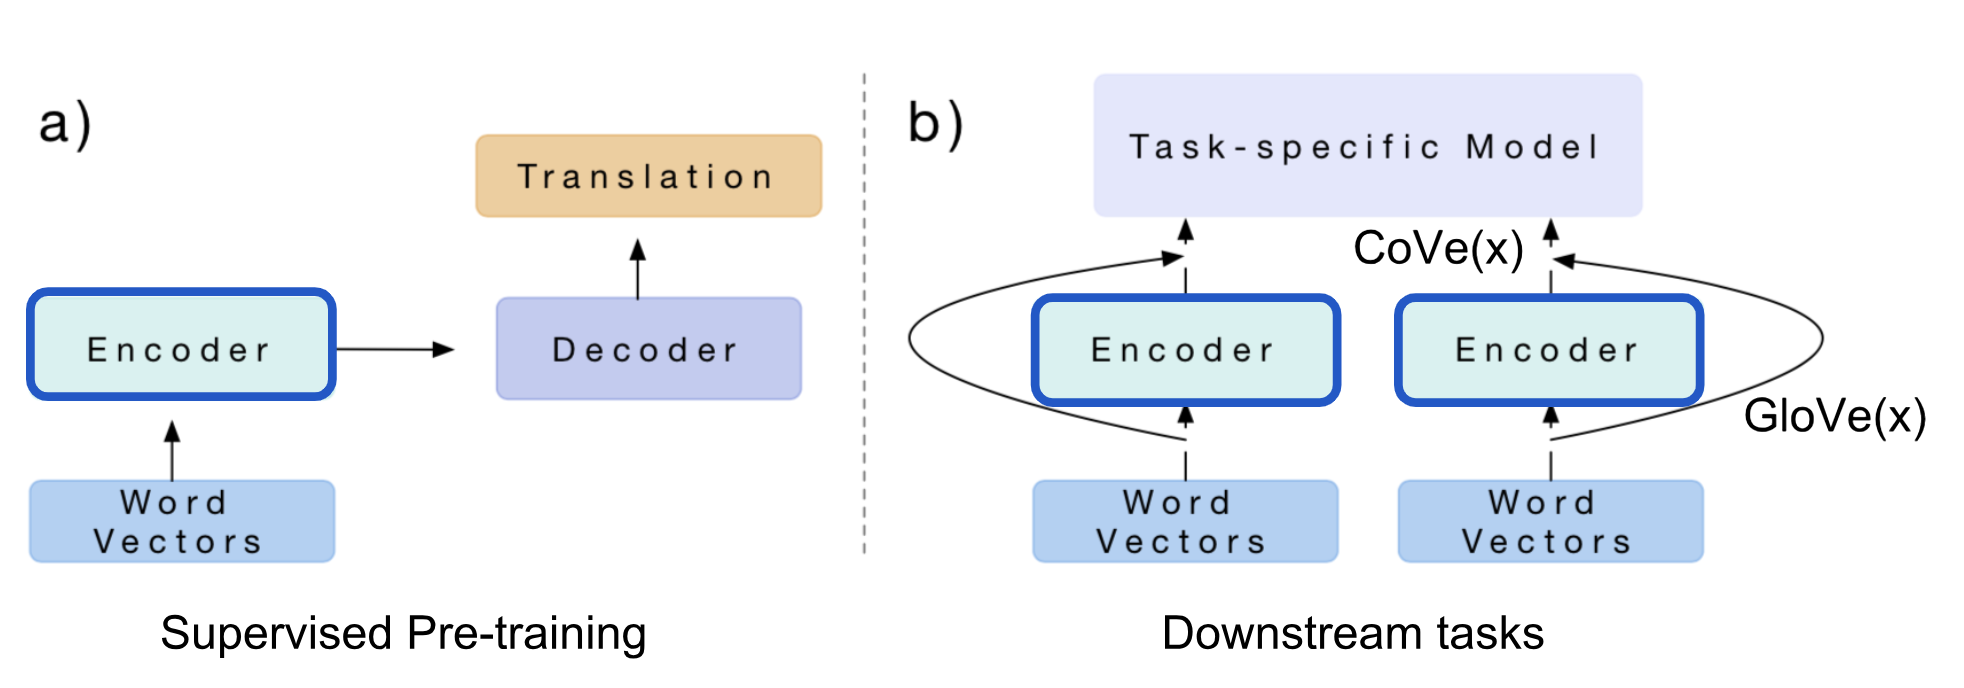 a)
Translation
Encoder
Decoder
Word
Vectors
Supervised Pre-training
b)
Task-specific Model
CoVe(x)
Encoder
Encoder
GloVe(x)
Word
Vectors
Word
Vectors
Downstream tasks